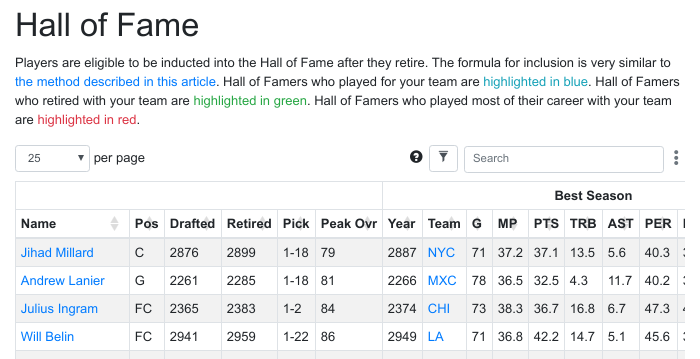 Hall of Fame
Players are eligible to be inducted into the Hall of Fame after they retire. The formula for inclusion is very similar to
the method described in this article. Hall of Famers who played for your team are highlighted in blue. Hall of Famers
who retired with your team are highlighted in green. Hall of Famers who played most of their career with your team
are highlighted in red.
25 per page ? Search
Best Season
Name Pos Drafted Retired Pick Peak Ovr Year Team G MP PTS TRB AST PER
Jihad Millard C 2876 2899 1-18 79 2887 NYC 71 37.2 37.1 13.5 5.6 40.3
Andrew Lanier G 2261 2285 1-18 81 2266 MXC 78 36.5 32.5 4.3 11.7 40.2
Julius Ingram FC 2365 2383 1-2 84 2374 CHI 73 38.3 36.7 16.8 6.7 47.3
Will Belin FC 2941 2959 1-22 86 2949 LA 71 36.8 42.2 14.7 5.1 45.6